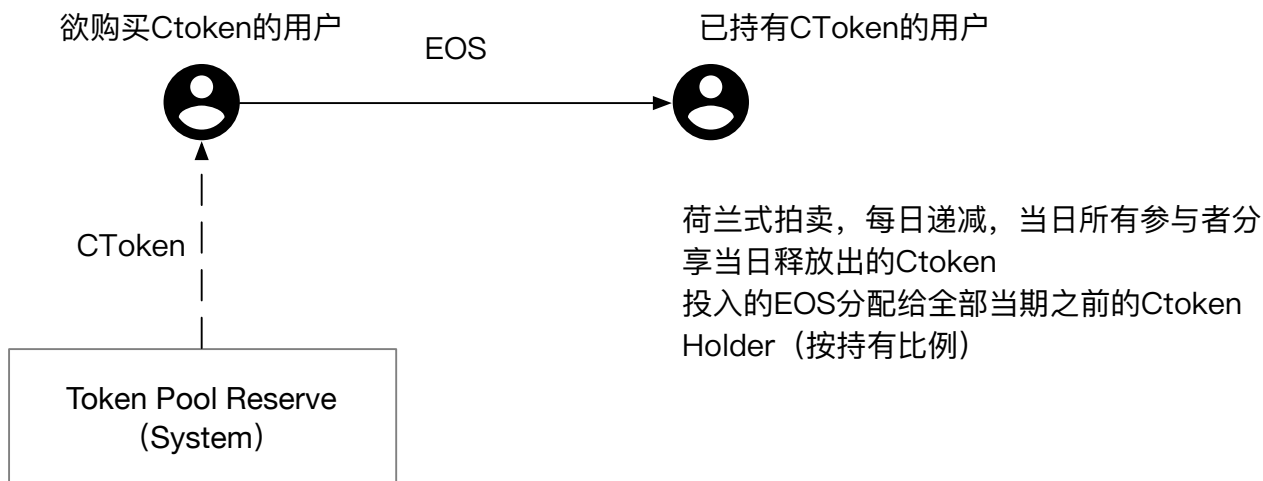 欲购买Ctoken的用户
EOS
已持有CToken的用户
CToken
荷兰式拍卖，每日递减，当日所有参与者分
享当日释放出的Ctoken
投入的EOS分配给全部当期之前的Ctoken
Holder（按持有比例）
Token Pool Reserve
（System）